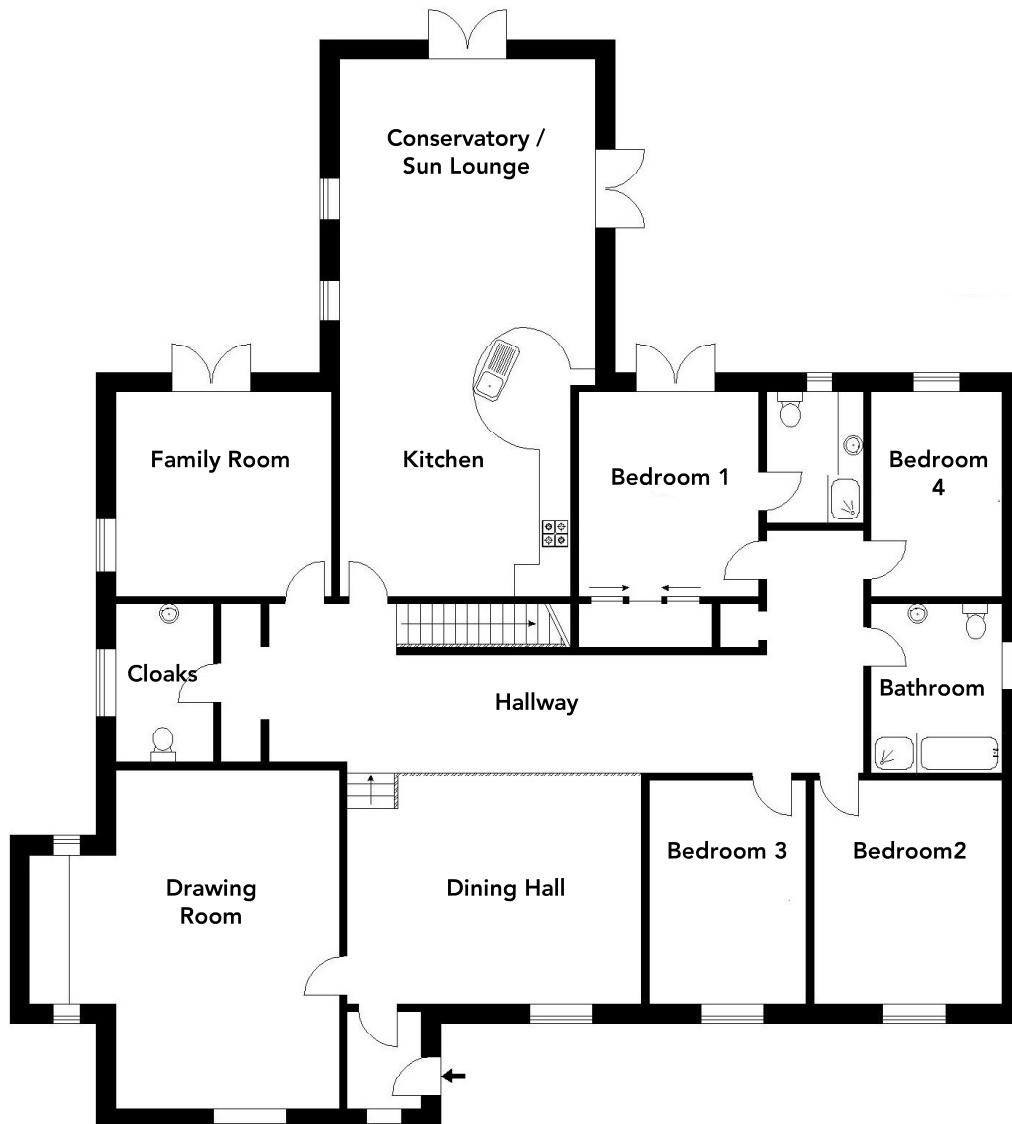 Conservatory /
Sun Lounge
Family Room
Kitchen
Bedroom 1
Bedroom
4
Cloaks
Hallway
Bathroom
Drawing
Room
Dining Hall
Bedroom 3
Bedroom2